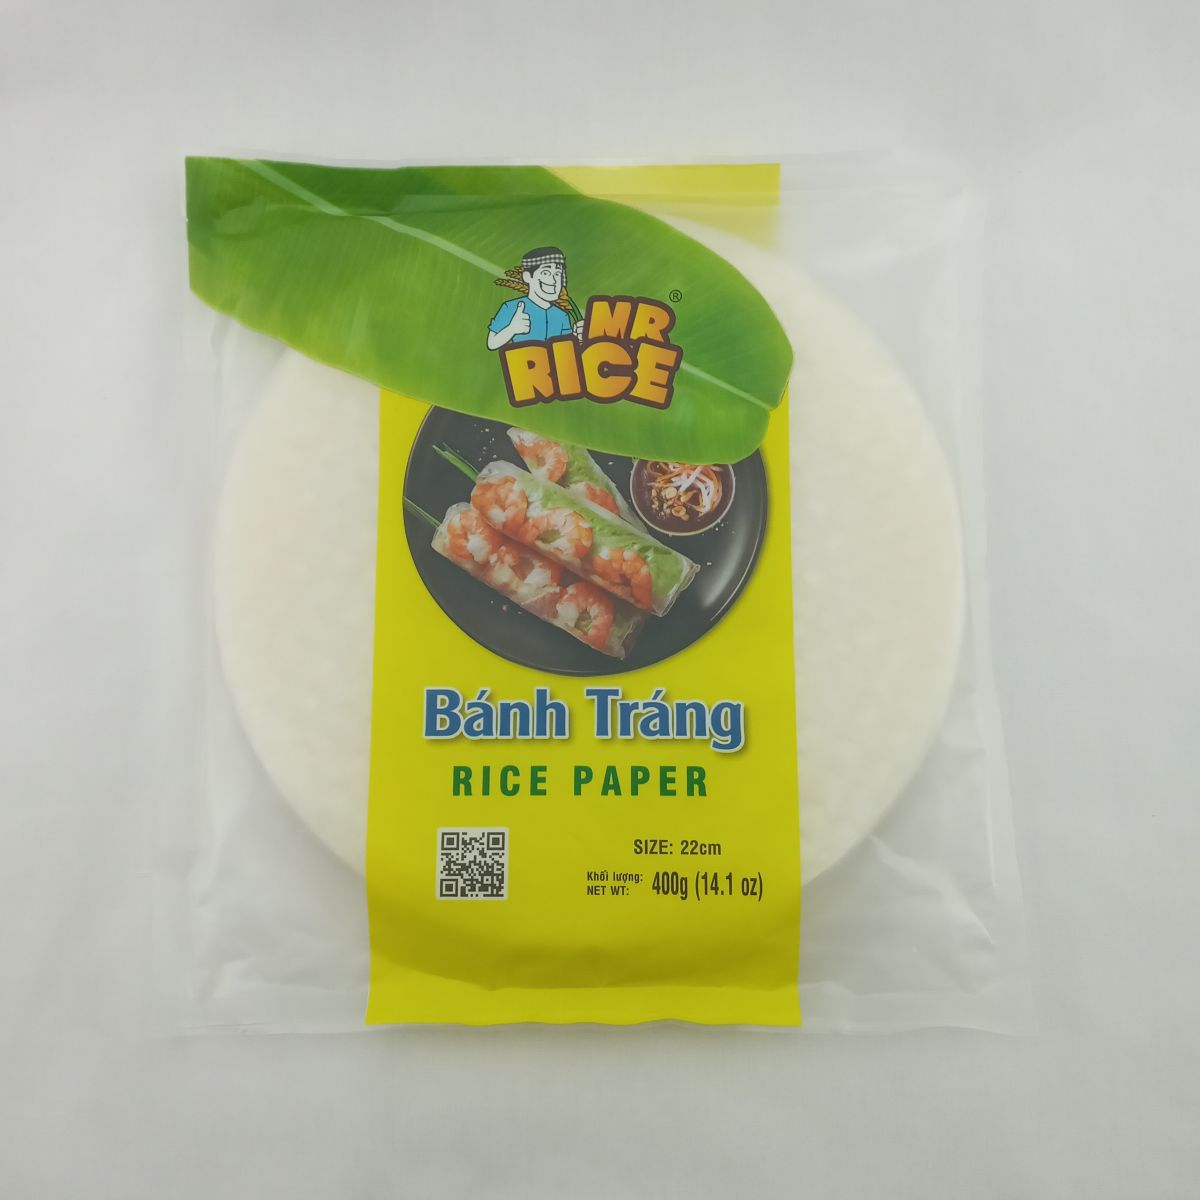 MR
RICE
®
Bánh Tráng
RICE PAPER
SIZE: 22cm
Khối lượng:
NET WT: 400g (14.1 oz)